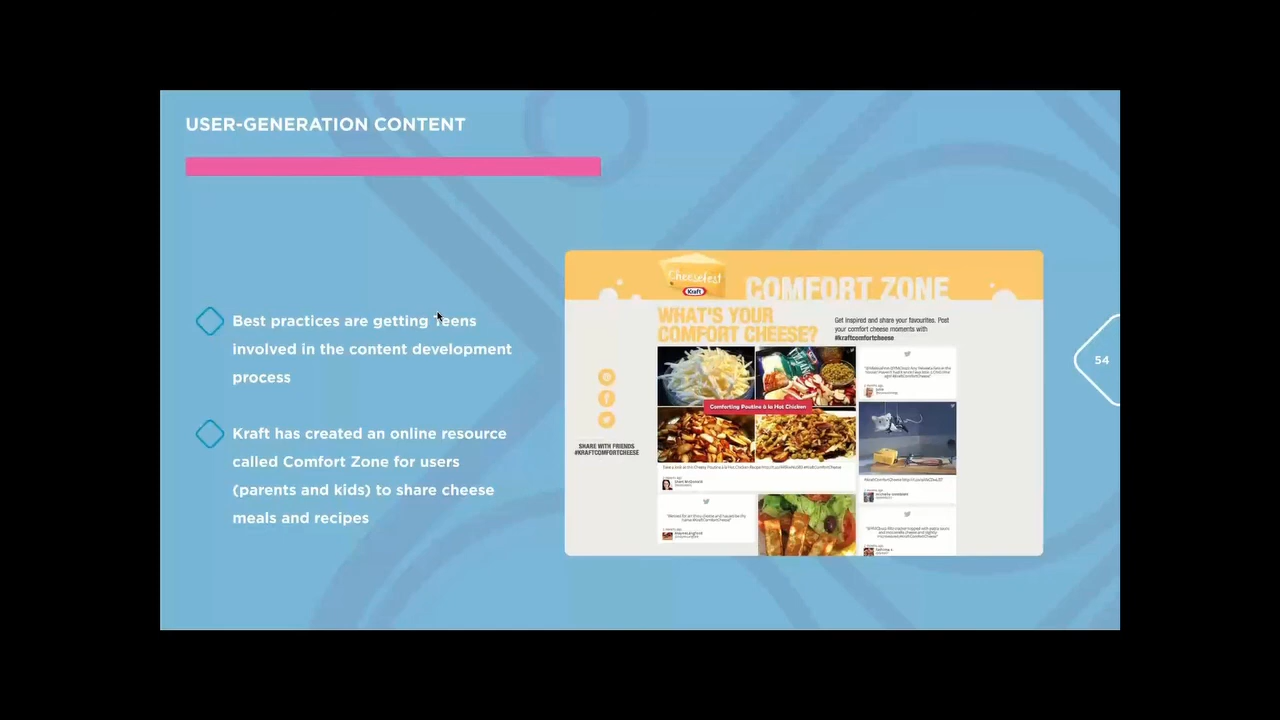 USER-GENERATION CONTENT
Best practices are getting Teens
involved in the content development
process
Kraft has created an online resource
called Comfort Zone for users
(parents and kids) to share cheese
meals and recipes
54
Cheesefest
Kraft
COMFORT ZONE
WHAT'S YOUR
COMFORT CHEESE?
Get inspired and share your favourites. Post
your comfort cheese moments with
#kraftcomfortcheese
SHARE WITH FRIENDS
#KRAFTCOMFORTCHEESE
Comforting Poutine à la Hot Chicken